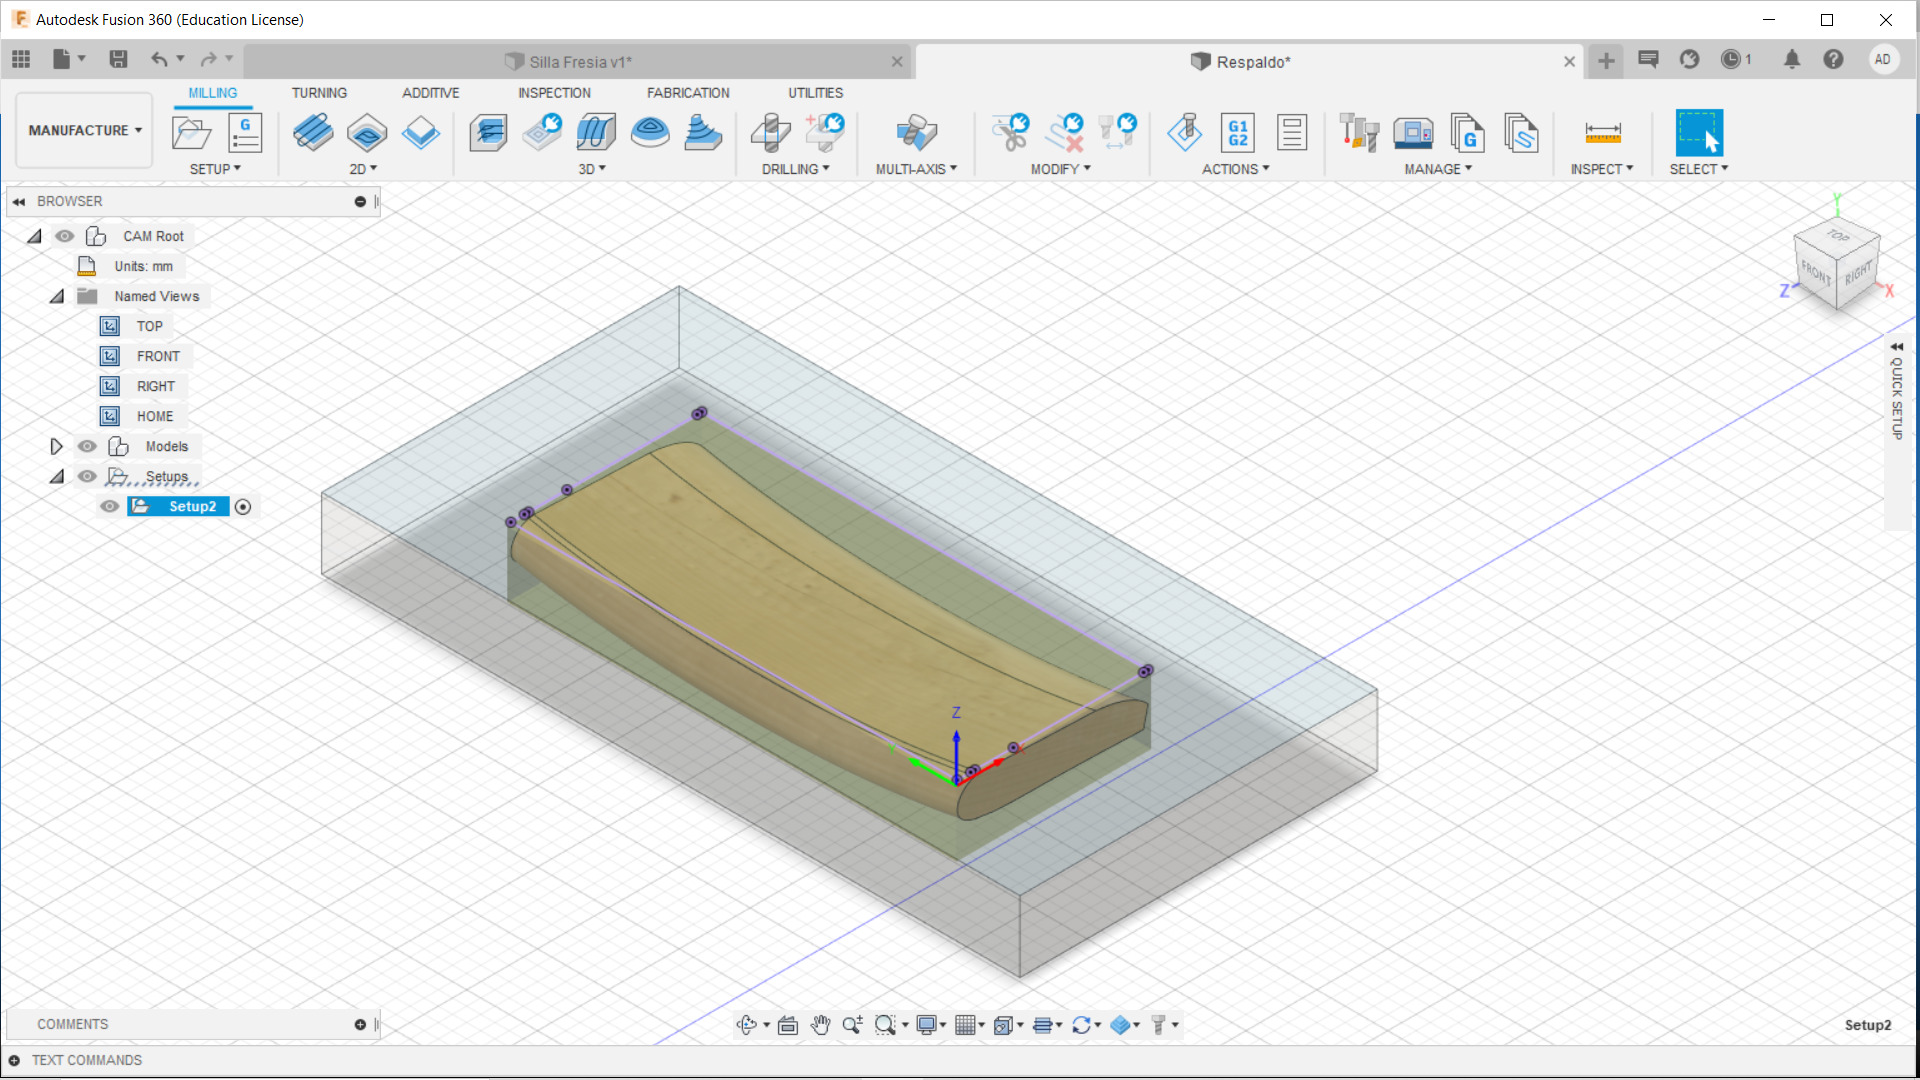 Autodesk Fusion 360 (Education License)
Silla Fresia v1*
Respaldo*
1
AD
MANUFACTURE
MILLING
TURNING
ADDITIVE
INSPECTION
FABRICATION
UTILITIES
G
G1
G2
G
SETUP
2D
3D
DRILLING
MULTI-AXIS
MODIFY
ACTIONS
MANAGE
INSPECT
SELECT
BROWSER
CAM Root
Units: mm
Named Views
TOP
FRONT
RIGHT
HOME
Models
Setups
Setup2
Y
TOP
FRONT
RIGHT
Z
X
QUICK SETUP
Z
X
COMMENTS
Setup2
TEXT COMMANDS